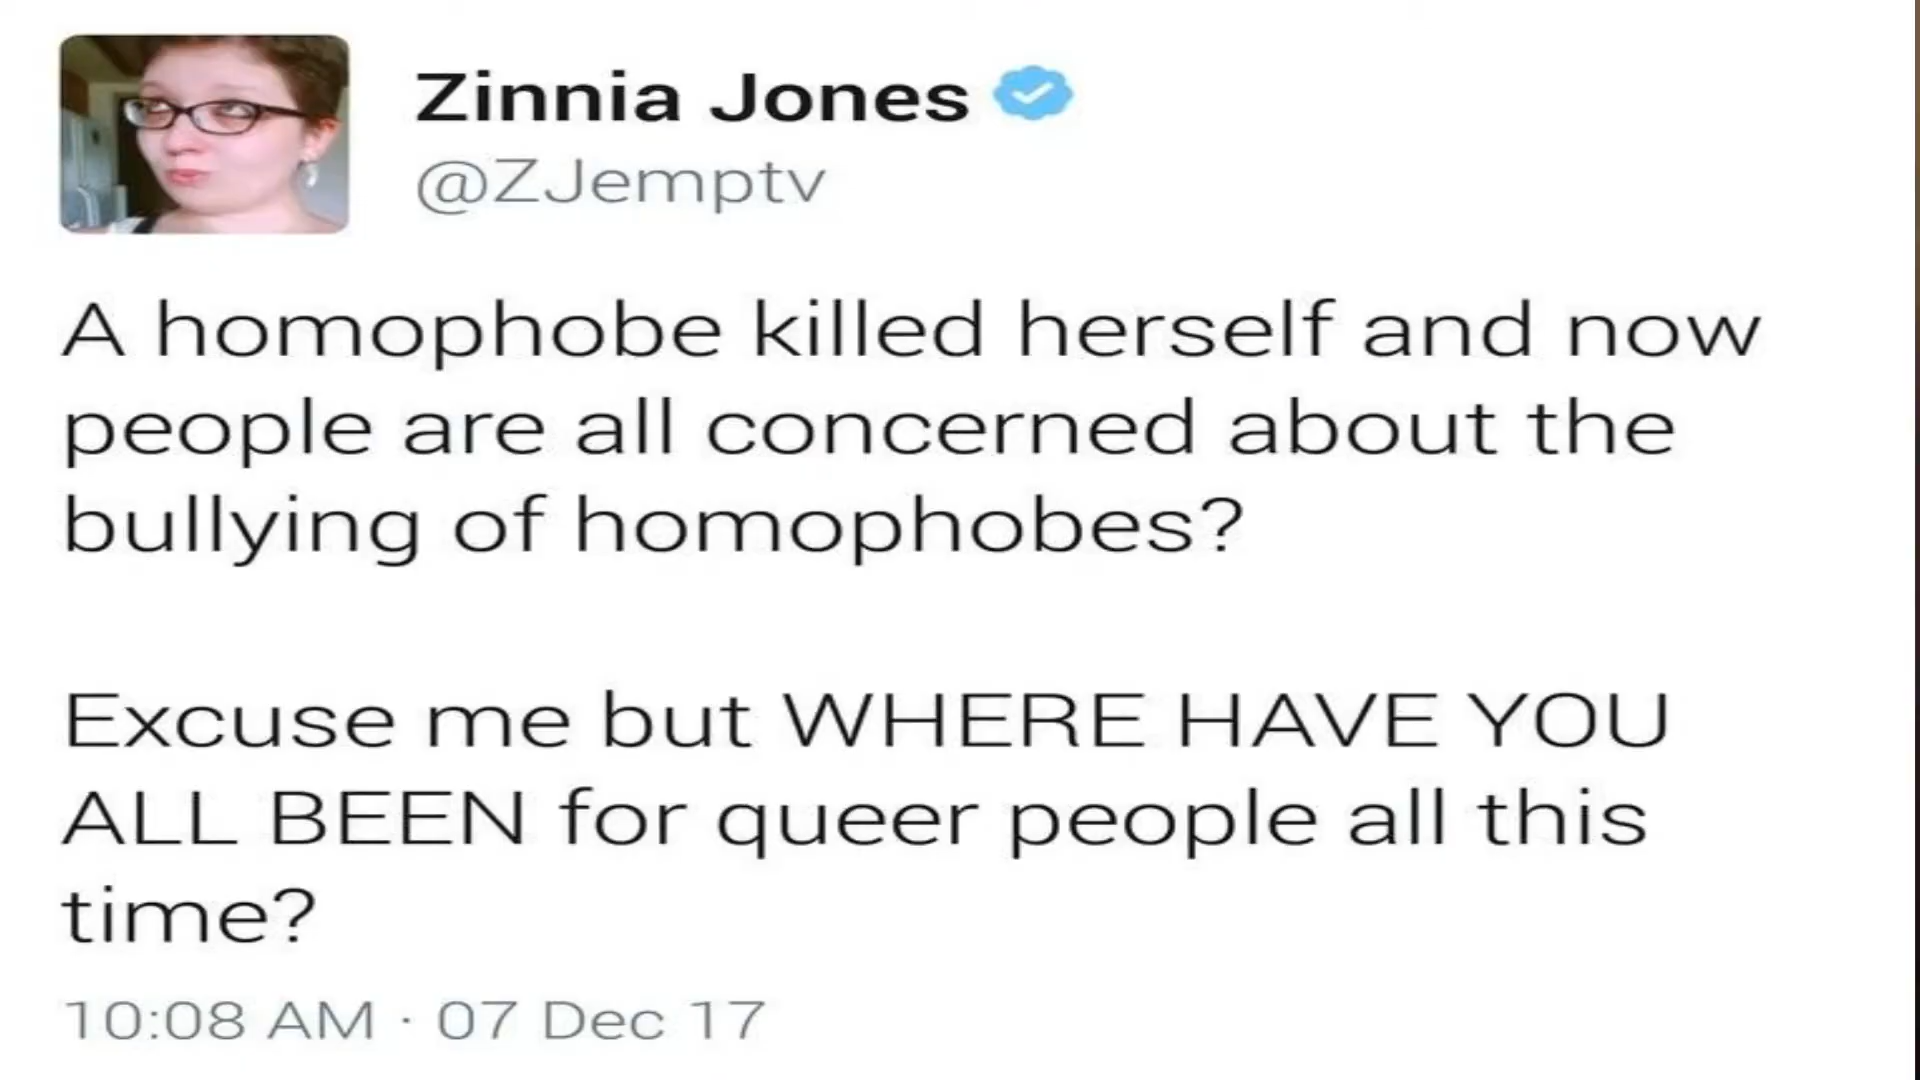 Zinnia Jones
@ZJemptv
A homophobe killed herself and now
people are all concerned about the
bullying of homophobes?
Excuse me but WHERE HAVE YOU
ALL BEEN for queer people all this
time?
10:08 AM · 07 Dec 17